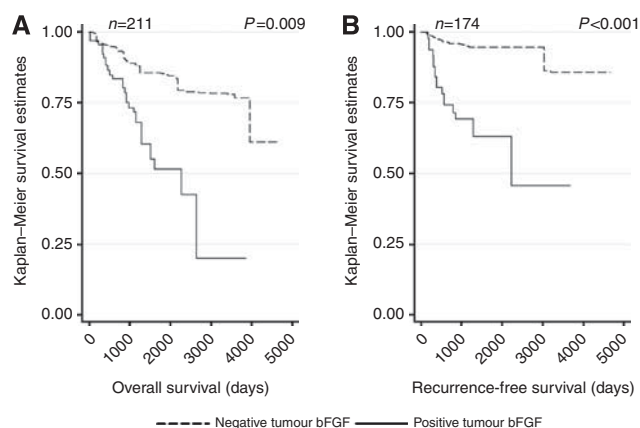 A
n=211
P=0.009
Kaplan–Meier survival estimates
1.00
0.75
0.50
0.25
0.00
0
1000
2000
3000
4000
5000
Overall survival (days)
B
n=174
P<0.001
Kaplan–Meier survival estimates
1.00
0.75
0.50
0.25
0.00
0
1000
2000
3000
4000
5000
Recurrence-free survival (days)
Negative tumour bFGF
Positive tumour bFGF